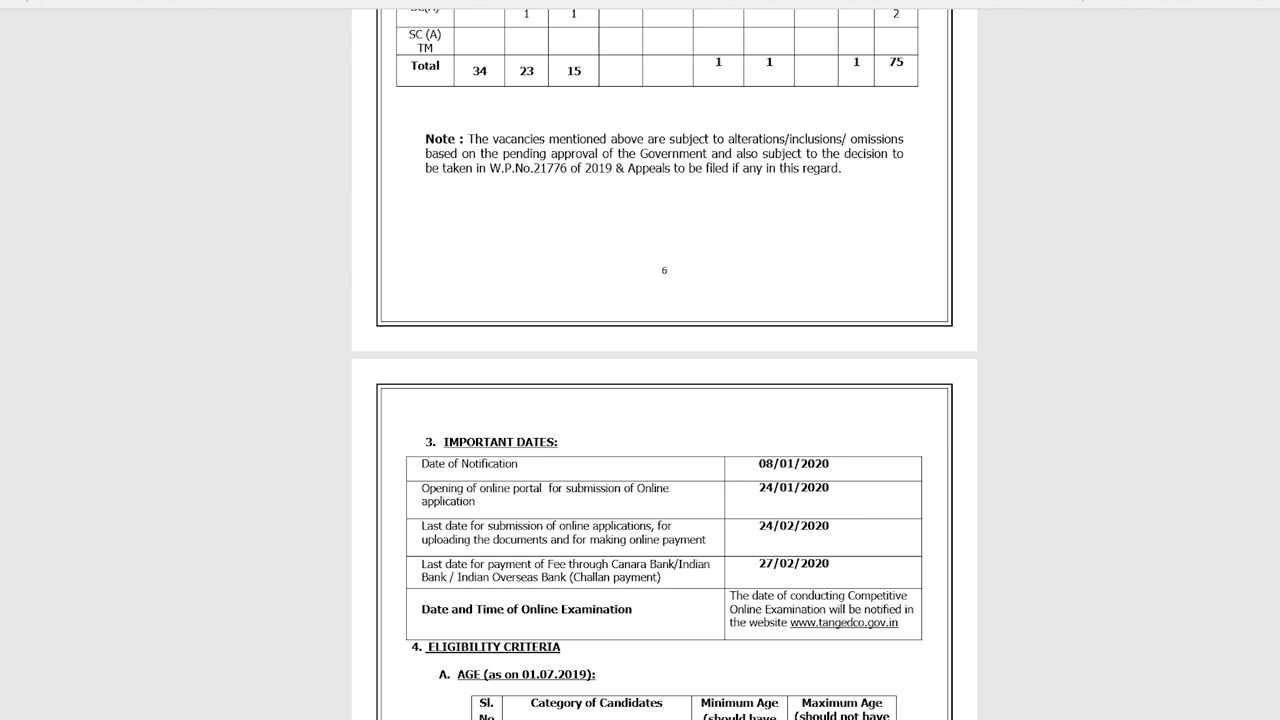 1 1 2
SC (A)
TM
Total 34 23 15 1 1 1 75
Note : The vacancies mentioned above are subject to alterations/inclusions/ omissions
based on the pending approval of the Government and also subject to the decision to
be taken in W.P.No.21776 of 2019 & Appeals to be filed if any in this regard.
6
3. IMPORTANT DATES:
Date of Notification 08/01/2020
Opening of online portal for submission of Online 24/01/2020
application
Last date for submission of online applications, for 24/02/2020
uploading the documents and for making online payment
Last date for payment of Fee through Canara Bank/Indian 27/02/2020
Bank / Indian Overseas Bank (Challan payment)
Date and Time of Online Examination
The date of conducting Competitive
Online Examination will be notified in
the website www.tangedco.gov.in
4. ELIGIBILITY CRITERIA
A. AGE (as on 01.07.2019):
Sl. Category of Candidates Minimum Age Maximum Age
No (should have (should not have